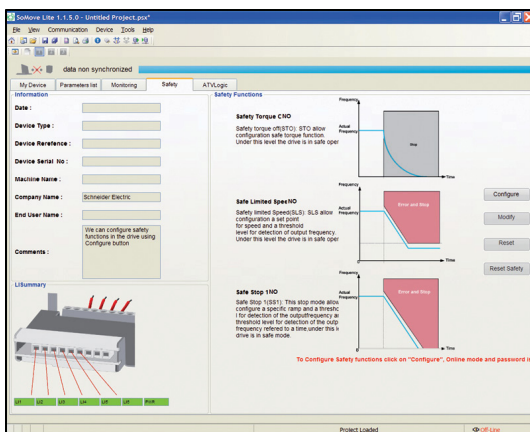 SoMove Lite 1.1.5.0 - Untitled Project.psx*
File View Communication Device Tools Help
data non synchronized
My Device Parameters list Monitoring Safety ATVLogic
Information
Date :
Device Type :
Device Rerefence :
Device Serial No :
Machine Name :
Company Name : Schneider Electric
End User Name :
Comments :
We can configure safety
functions in the drive using
Configure button
LISummary
LI1 LI2 LI3 LI4 LI5 LI6 PWR
Safety Functions
Safety Torque CNO
Safety torque off(STO): STO allow
configuration safe torque function.
Under this level the drive is in safe oper
Frequency
Actual
Frequency
Stop
Time
Safe Limited SpeeNO
Safety limited Speed(SLS): SLS allow
configuration a set point
for speed and a threshold
level for detection of output frequency.
Under this level the drive is in safe oper
Frequency
Actual
Frequency
Error and Stop
0
Time
Safe Stop 1NO
Safe Stop 1(SS1): This stop mode allow
configure a specific ramp and a thresho
l for detection of the outputfrequency ar
threshold level for detection of the outp
frequency refered to a time.under this le
drive is in safe mode.
Frequency
Actual
Frequency
Error and Stop
0
Time
Configure
Modify
Reset
Reset Safety
To Configure Safety functions click on "Configure", Online mode and password is
Project Loaded
Off-Line